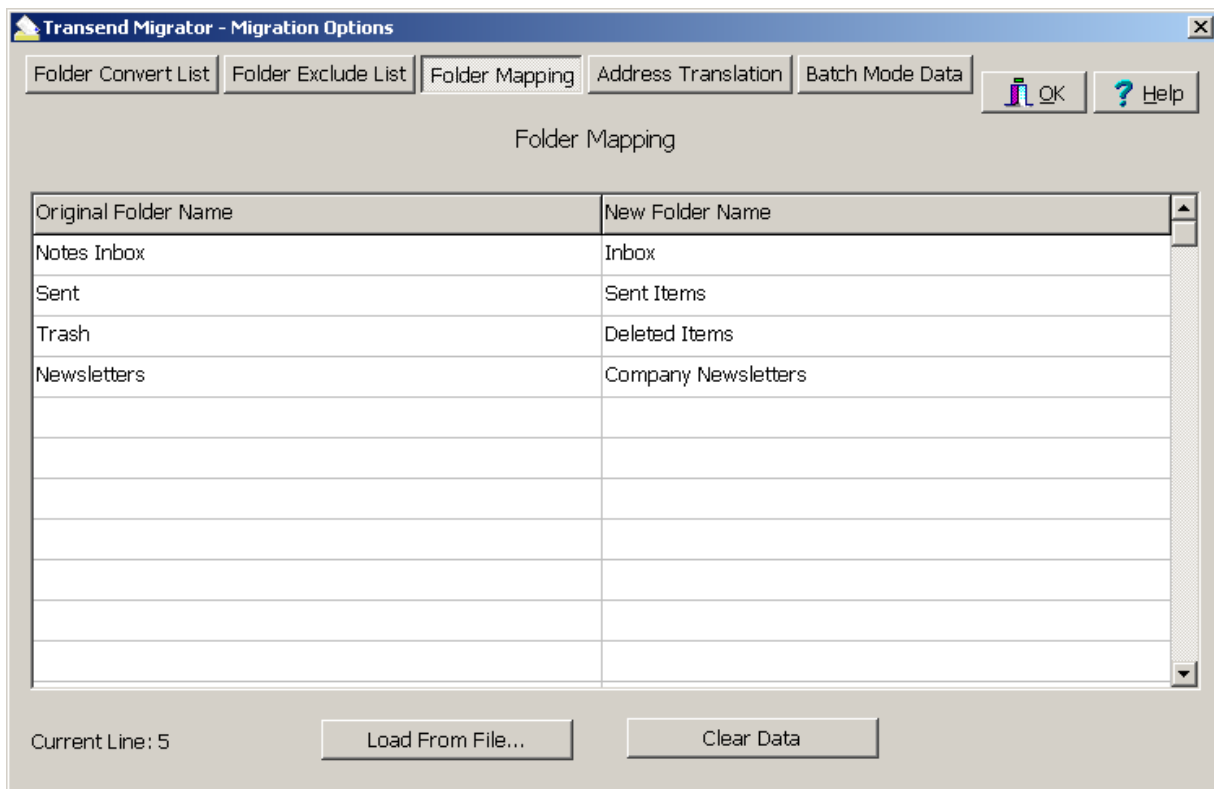 Transend Migrator - Migration Options
Folder Convert List Folder Exclude List Folder Mapping Address Translation Batch Mode Data OK Help
Folder Mapping
Original Folder Name New Folder Name
Notes Inbox Inbox
Sent Sent Items
Trash Deleted Items
Newsletters Company Newsletters
Current Line: 5 Load From File... Clear Data